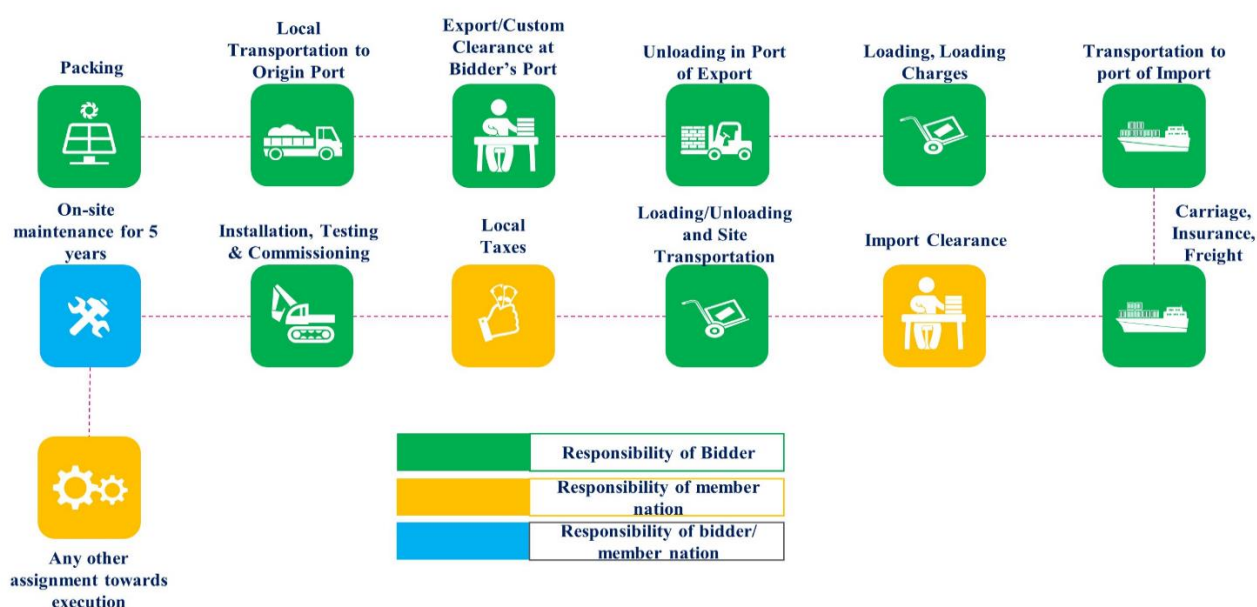 Packing
Local
Transportation to
Origin Port
Export/Custom
Clearance at
Bidder’s Port
Unloading in Port
of Export
Loading, Loading
Charges
Transportation to
port of Import
On-site
maintenance for 5
years
Installation, Testing
& Commissioning
Local
Taxes
Loading/Unloading
and Site
Transportation
Import Clearance
Carriage,
Insurance,
Freight
Responsibility of Bidder
Responsibility of member
nation
Responsibility of bidder/
member nation
Any other
assignment towards
execution